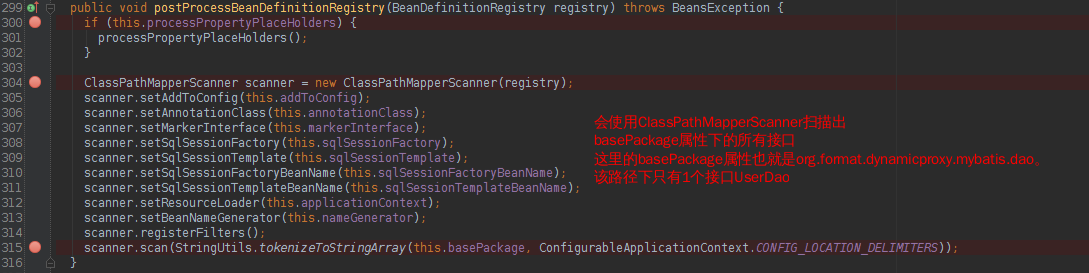 299 public void postProcessBeanDefinitionRegistry(BeanDefinitionRegistry registry) throws BeansException {
300 if (this.processPropertyPlaceHolders) {
301 processPropertyPlaceHolders();
302 }
303
304 ClassPathMapperScanner scanner = new ClassPathMapperScanner(registry);
305 scanner.setAddToConfig(this.addToConfig);
306 scanner.setAnnotationClass(this.annotationClass);
307 scanner.setMarkerInterface(this.markerInterface);
308 scanner.setSqlSessionFactory(this.sqlSessionFactory);
309 scanner.setSqlSessionTemplate(this.sqlSessionTemplate);
310 scanner.setSqlSessionFactoryBeanName(this.sqlSessionFactoryBeanName);
311 scanner.setSqlSessionTemplateBeanName(this.sqlSessionTemplateBeanName);
312 scanner.setResourceLoader(this.applicationContext);
313 scanner.setBeanNameGenerator(this.nameGenerator);
314 scanner.registerFilters();
315 scanner.scan(StringUtils.tokenizeToStringArray(this.basePackage, ConfigurableApplicationContext.CONFIG_LOCATION_DELIMITERS));
316 }
会使用ClassPathMapperScanner扫描出
basePackage属性下的所有接口
这里的basePackage属性也就是org.format.dynamicproxy.mybatis.dao。
该路径下只有1个接口UserDao